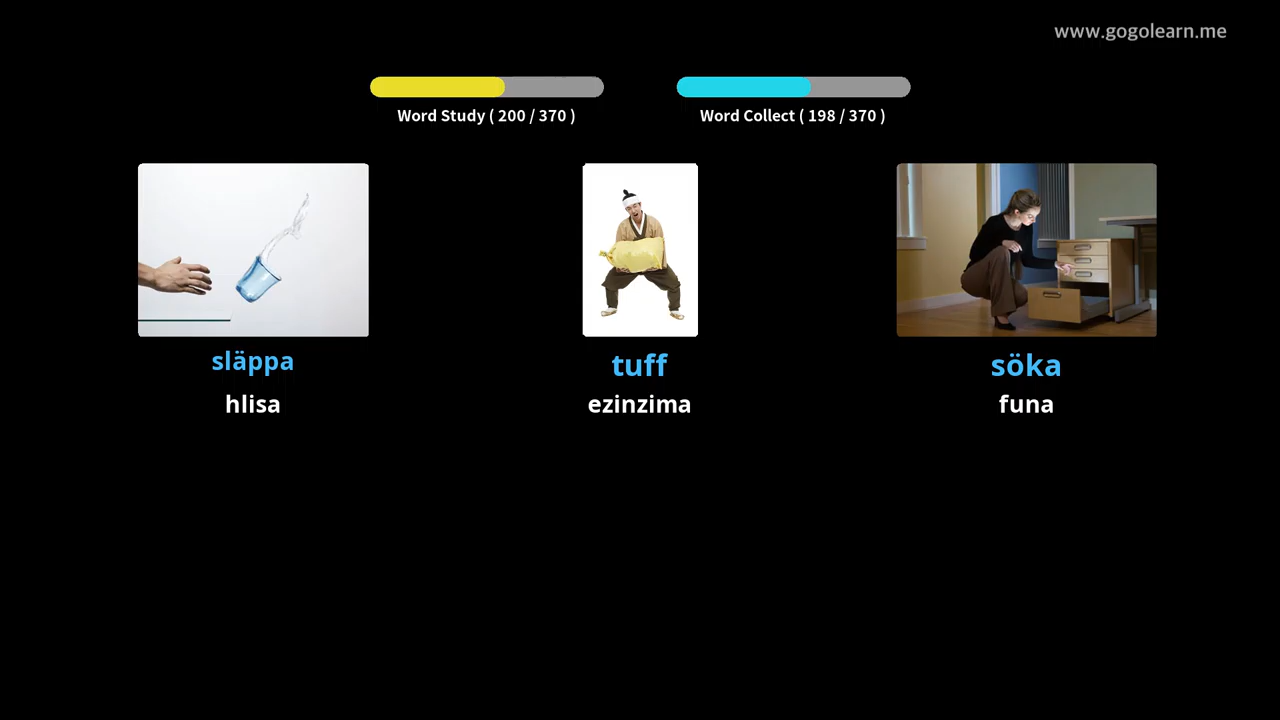 www.gogolearn.me
Word Study ( 200 / 370 )
Word Collect ( 198 / 370 )
släppa
tuff
söka
hlisa
ezinzima
funa